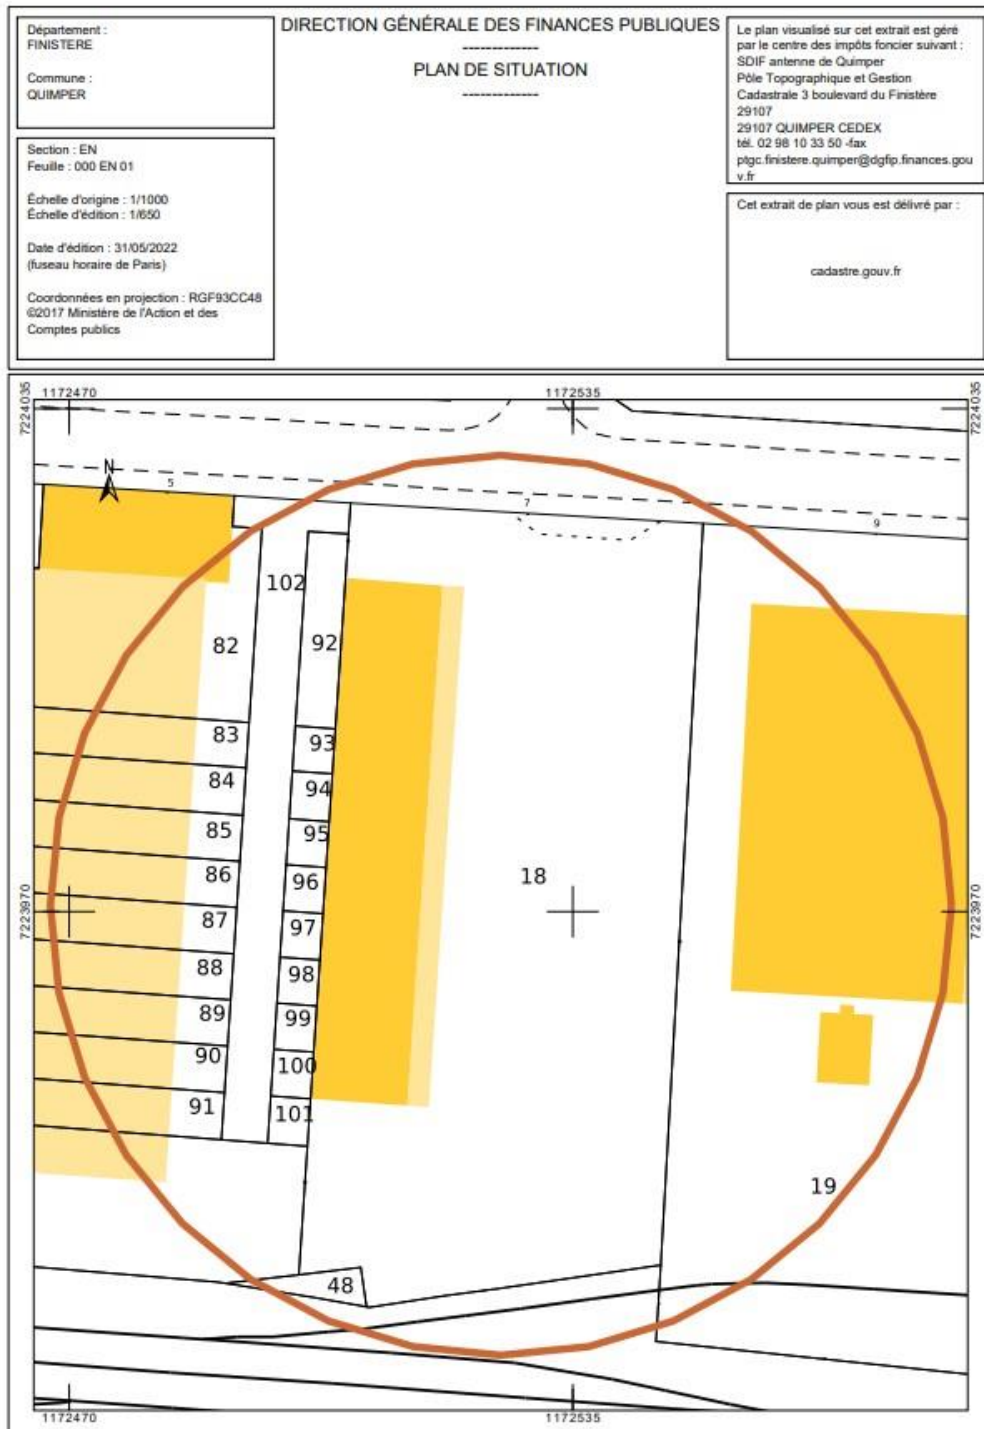 Département :
FINISTERE
Commune :
QUIMPER
Section : EN
Feuille : 000 EN 01
Échelle d'origine : 1/1000
Échelle d'édition : 1/650
Date d'édition : 31/05/2022
(fuseau horaire de Paris)
Coordonnées en projection : RGF93CC48
©2017 Ministère de l'Action et des
Comptes publics
DIRECTION GÉNÉRALE DES FINANCES PUBLIQUES
-------------
PLAN DE SITUATION
-------------
Le plan visualisé sur cet extrait est géré
par le centre des impôts foncier suivant :
SDIF antenne de Quimper
Pôle Topographique et Gestion
Cadastrale 3 boulevard du Finistère
29107
29107 QUIMPER CEDEX
tél. 02 98 10 33 50 -fax
ptgc.finistere.quimper@dgfip.finances.gou
v.fr
Cet extrait de plan vous est délivré par :
cadastre.gouv.fr
1172470
1172535
7224035
7224035
N
5
7
9
102
82
92
83
93
84
94
85
95
86
96
18
87
97
7223970
7223970
88
98
89
99
90
100
91
101
19
48
1172470
1172535